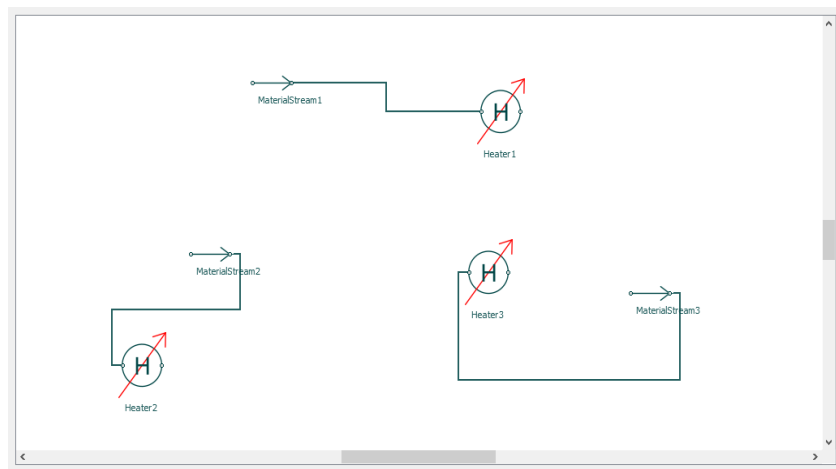 MaterialStream1
H
Heater1
MaterialStream2
H
Heater3
MaterialStream3
H
Heater2